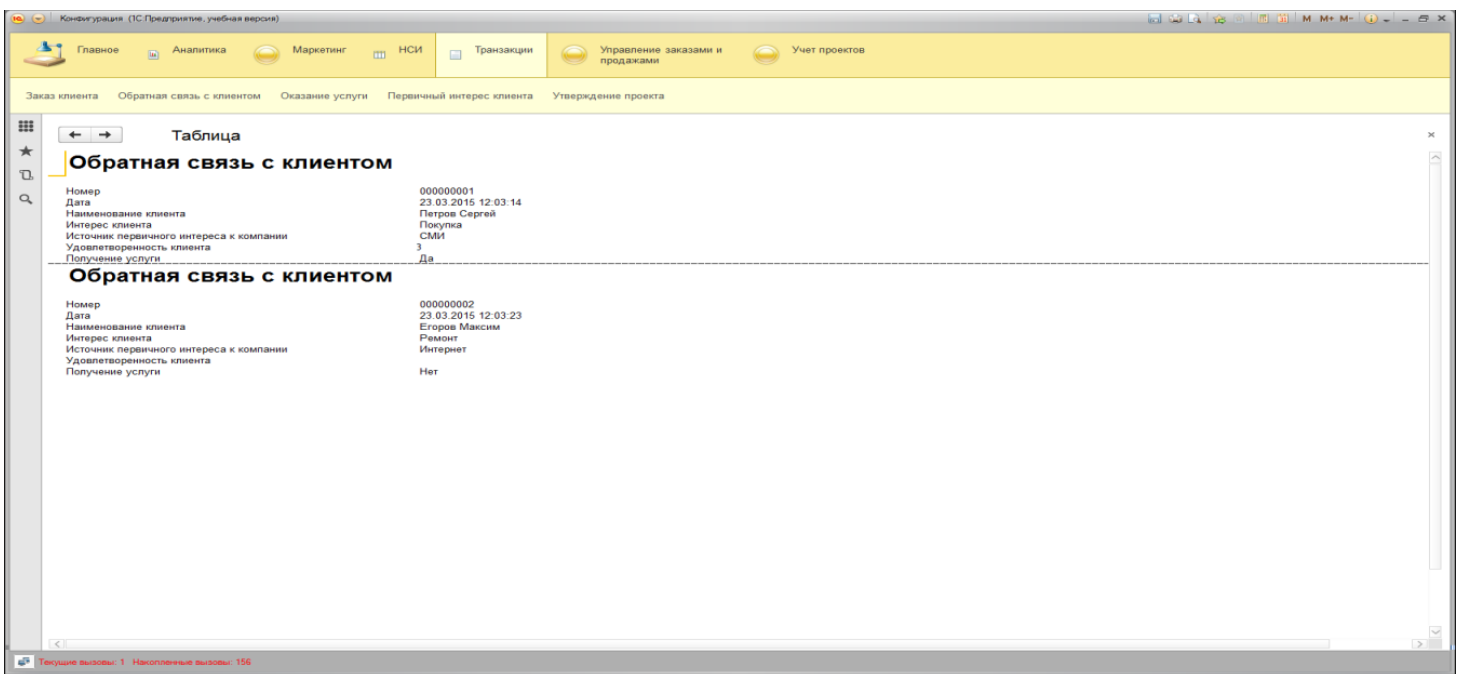 Конфигурация (1С:Предприятие, учебная версия)
M M+ M-
Главное Аналитика Маркетинг НСИ Транзакции Управление заказами и продажами Учет проектов
Заказ клиента Обратная связь с клиентом Оказание услуги Первичный интерес клиента Утверждение проекта
Таблица
Обратная связь с клиентом
Номер 000000001
Дата 23.03.2015 12:03:14
Наименование клиента Петров Сергей
Интерес клиента Покупка
Источник первичного интереса к компании СМИ
Удовлетворенность клиента 3
Получение услуги Да
Обратная связь с клиентом
Номер 000000002
Дата 23.03.2015 12:03:23
Наименование клиента Егоров Максим
Интерес клиента Ремонт
Источник первичного интереса к компании Интернет
Удовлетворенность клиента
Получение услуги Нет
Текущие вызовы: 1 Накопленные вызовы: 156